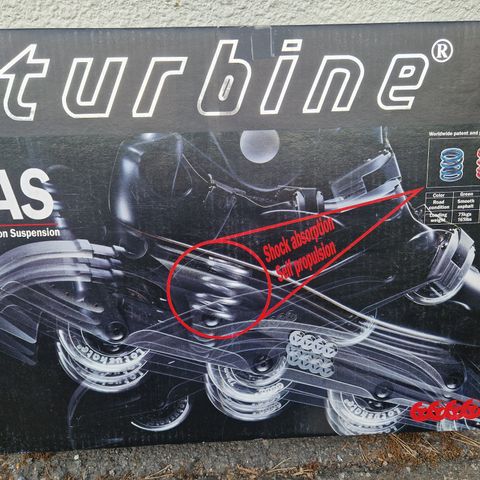 turbine®
Worldwide patent and
AS
on Suspension
Shock absorption
Self propulsion
Color Green
Road condition Smooth asphalt
Loading weight 75kgs 165lbs